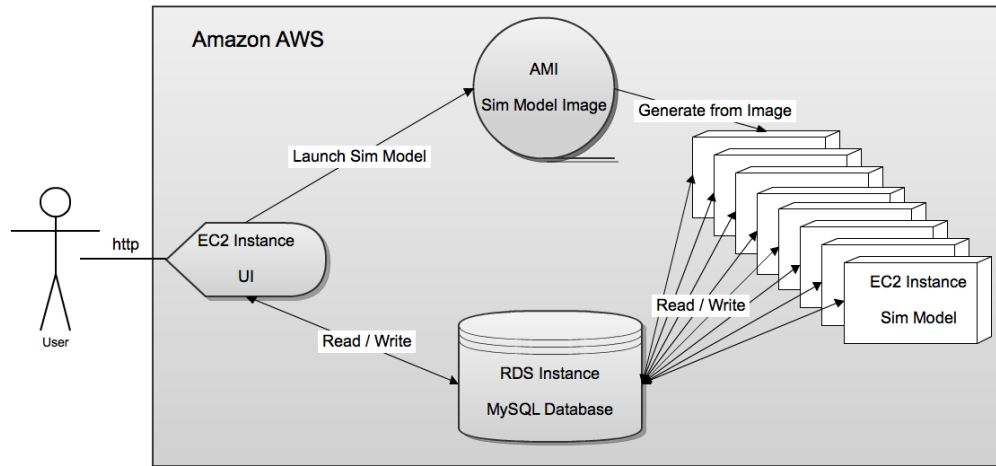 Amazon AWS
AMI
Sim Model Image
Generate from Image
Launch Sim Model
http
EC2 Instance
UI
User
Read / Write
RDS Instance
MySQL Database
Read / Write
EC2 Instance
Sim Model